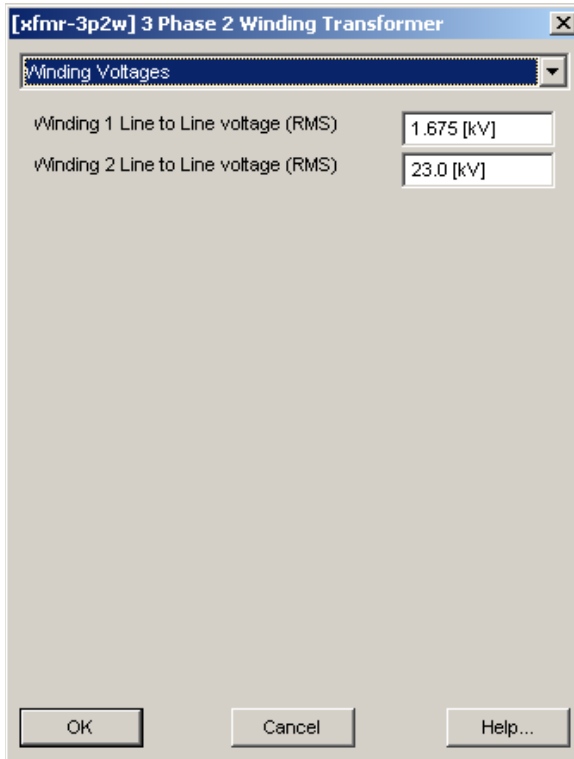 [xfmr-3p2w] 3 Phase 2 Winding Transformer
Winding Voltages
Winding 1 Line to Line voltage (RMS) 1.675 [kV]
Winding 2 Line to Line voltage (RMS) 23.0 [kV]
OK Cancel Help...